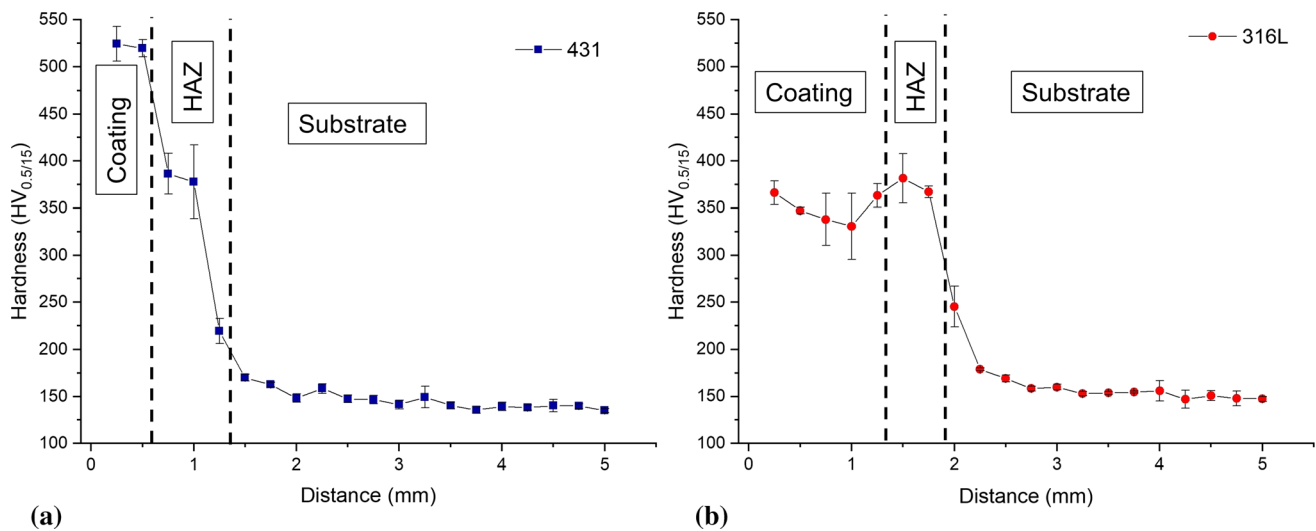 550
500
450
400
350
300
250
200
150
100
Hardness (HV0.5/15)
Coating
HAZ
Substrate
431
0 1 2 3 4 5
Distance (mm)
(a)
550
500
450
400
350
300
250
200
150
100
Hardness (HV0.5/15)
Coating
HAZ
Substrate
316L
0 1 2 3 4 5
Distance (mm)
(b)